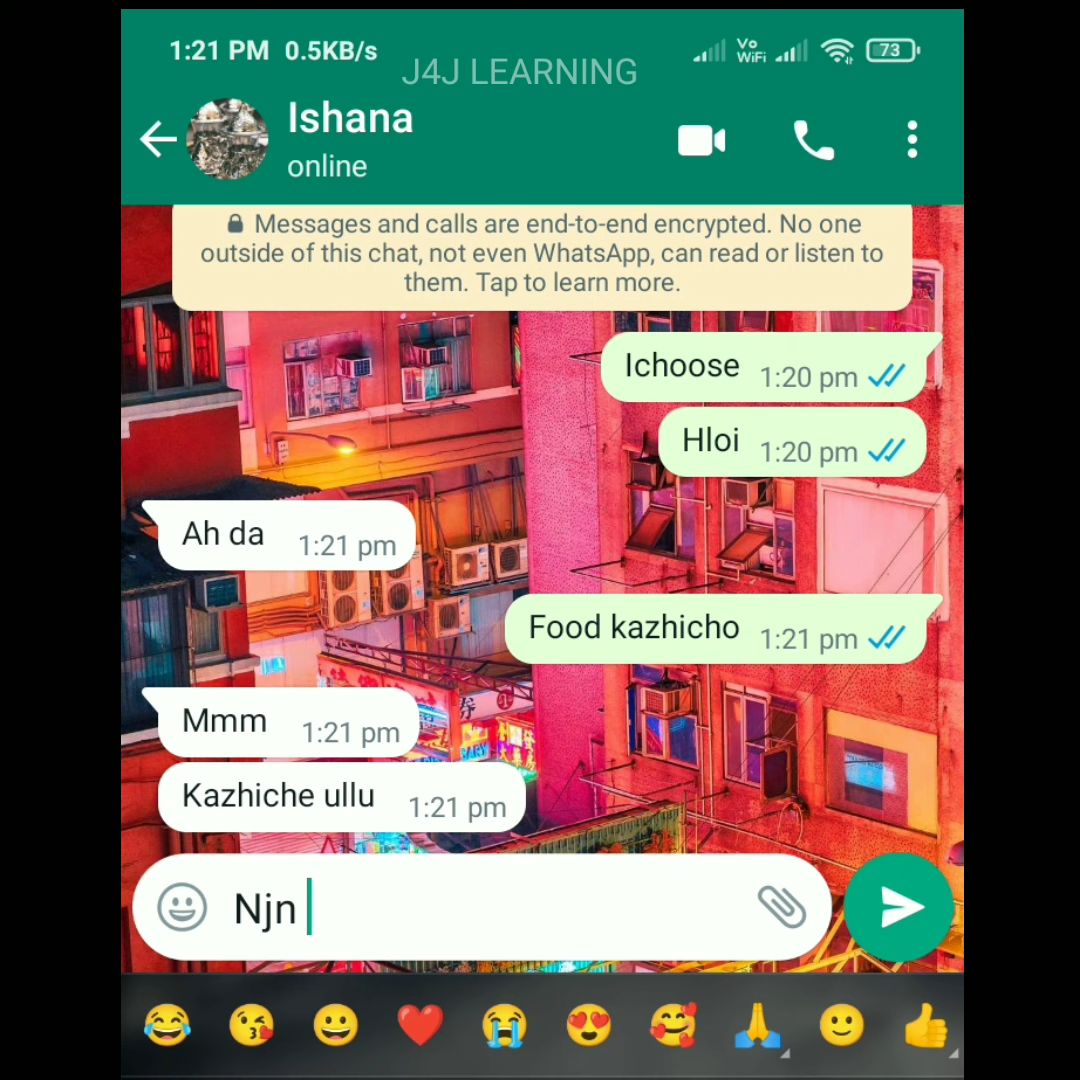 1:21 PM 0.5KB/s
Vo
WiFi
73
J4J LEARNING
Ishana
online
Messages and calls are end-to-end encrypted. No one
outside of this chat, not even WhatsApp, can read or listen to
them. Tap to learn more.
Ichoose 1:20 pm
Hloi 1:20 pm
Ah da 1:21 pm
Food kazhicho 1:21 pm
Mmm 1:21 pm
Kazhiche ullu 1:21 pm
Njn